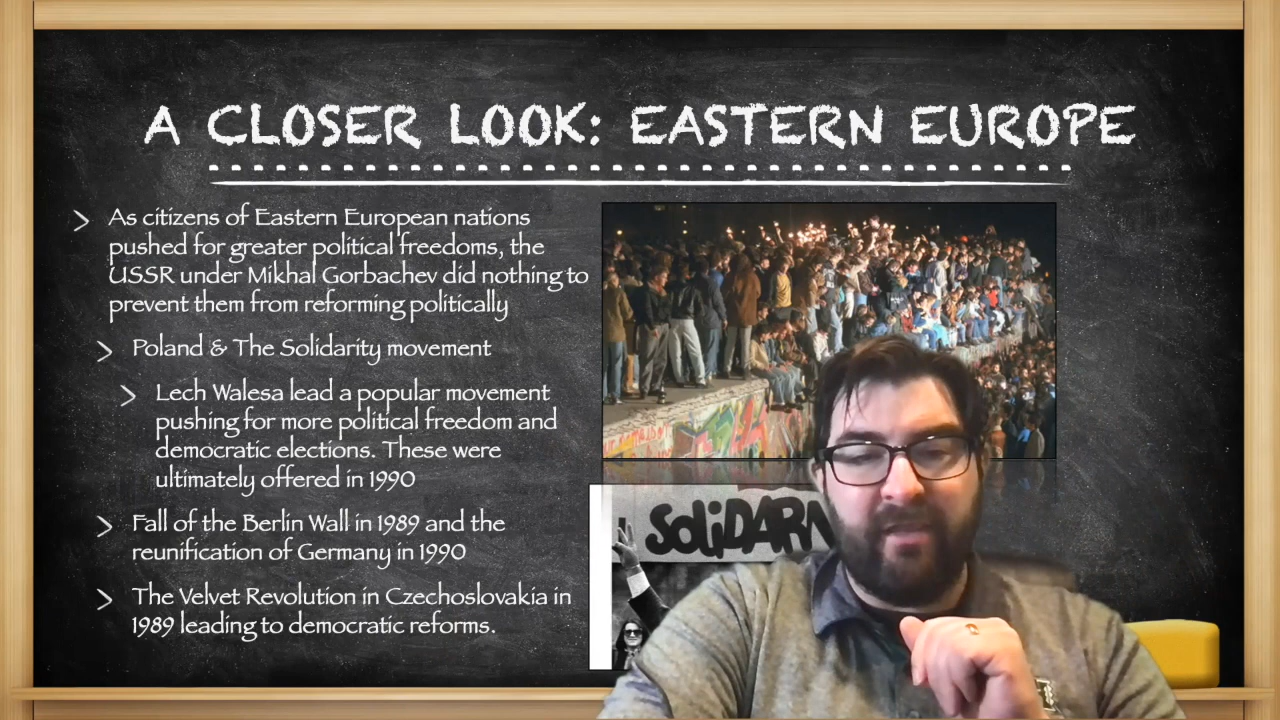 A CLOSER LOOK: EASTERN EUROPE
As citizens of Eastern European nations
pushed for greater political freedoms, the
USSR under Mikhal Gorbachev did nothing to
prevent them from reforming politically
Poland & The Solidarity movement
Lech Walesa lead a popular movement
pushing for more political freedom and
democratic elections. These were
ultimately offered in 1990
Fall of the Berlin Wall in 1989 and the
reunification of Germany in 1990
The Velvet Revolution in Czechoslovakia in
1989 leading to democratic reforms.